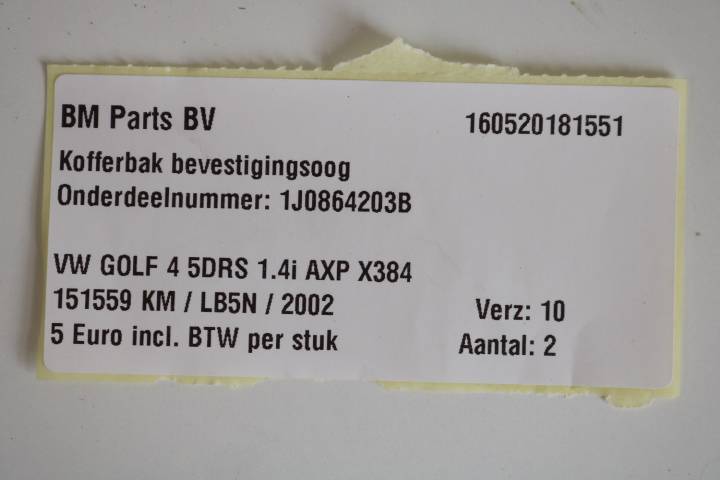 BM Parts BV 160520181551
Kofferbak bevestigingsoog
Onderdeelnummer: 1J0864203B
VW GOLF 4 5DRS 1.4i AXP X384
151559 KM / LB5N / 2002 Verz: 10
5 Euro incl. BTW per stuk Aantal: 2